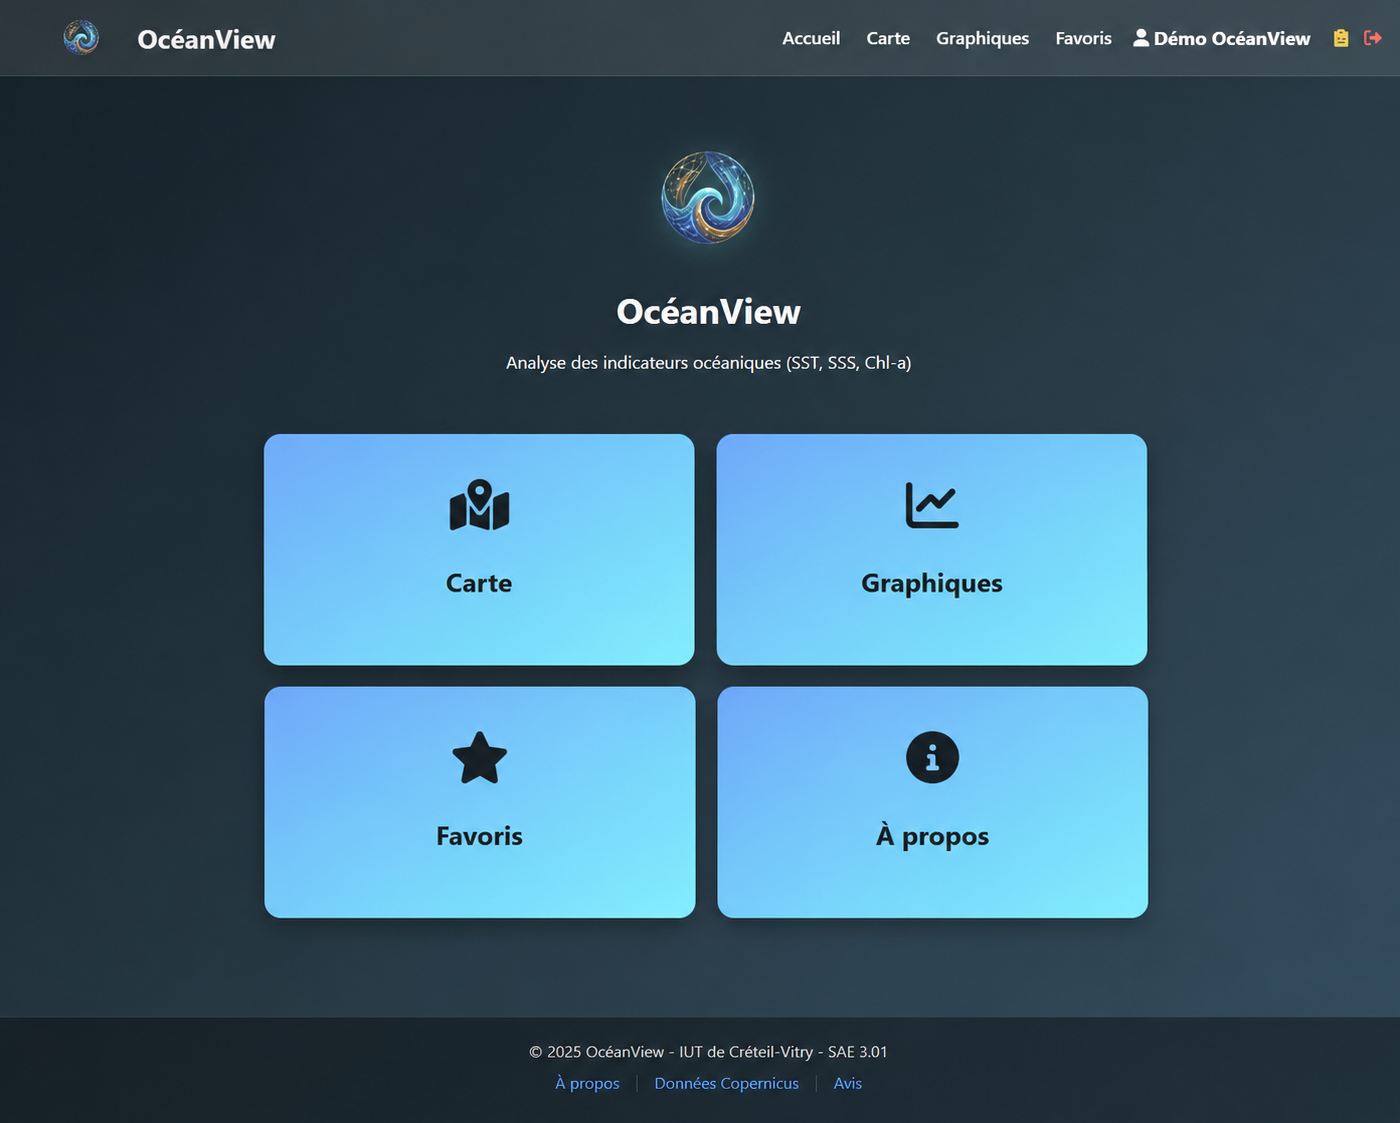 OcéanView
Accueil Carte Graphiques Favoris Démo OcéanView
OcéanView
Analyse des indicateurs océaniques (SST, SSS, Chl-a)
Carte
Graphiques
Favoris
À propos
© 2025 OcéanView - IUT de Créteil-Vitry - SAE 3.01
À propos | Données Copernicus | Avis